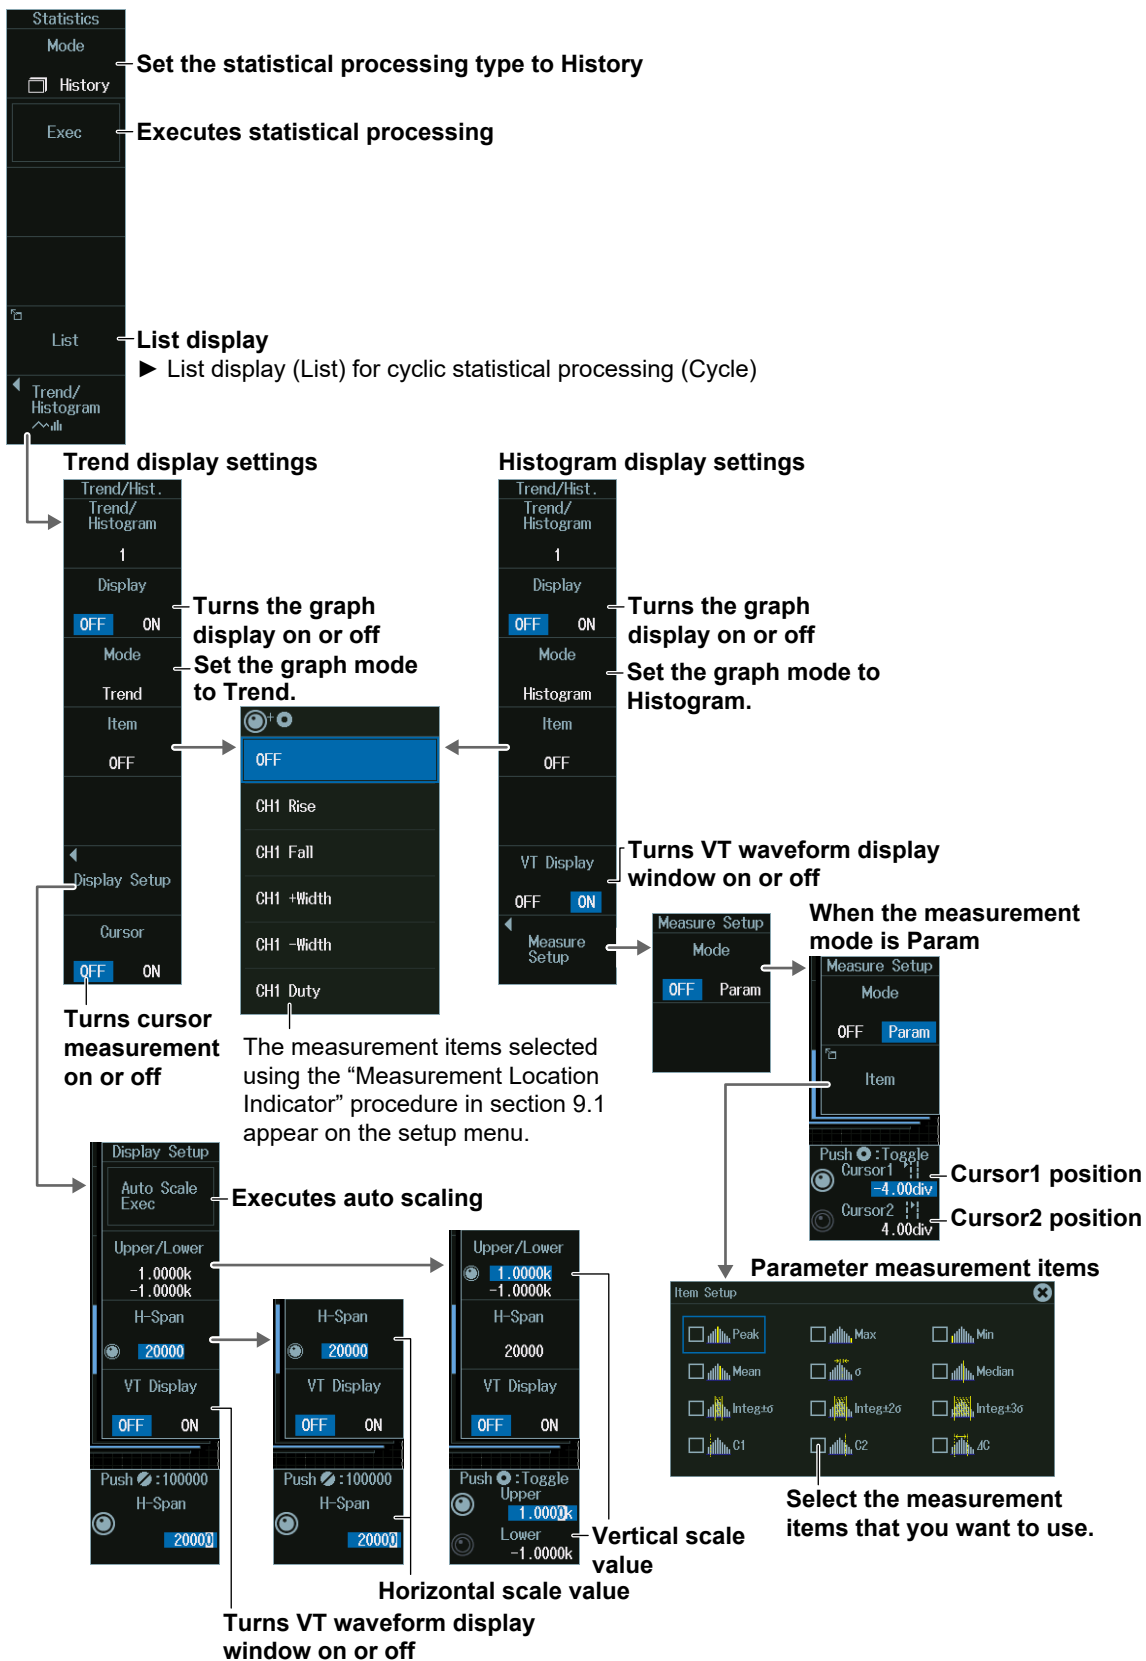 Statistics
Mode
History
Set the statistical processing type to History
Exec
Executes statistical processing
List
List display
► List display (List) for cyclic statistical processing (Cycle)
Trend/
Histogram
Trend display settings
Trend/Hist.
Trend/
Histogram
1
Display
OFF ON
Turns the graph
display on or off
Mode
Trend
Set the graph mode
to Trend.
Item
OFF
Display Setup
Cursor
OFF ON
Turns cursor
measurement
on or off
OFF
CH1 Rise
CH1 Fall
CH1 +Width
CH1 -Width
CH1 Duty
The measurement items selected
using the “Measurement Location
Indicator” procedure in section 9.1
appear on the setup menu.
Histogram display settings
Trend/Hist.
Trend/
Histogram
1
Display
OFF ON
Turns the graph
display on or off
Mode
Histogram
Set the graph mode to
Histogram.
Item
OFF
VT Display
OFF ON
Turns VT waveform display
window on or off
Measure
Setup
Measure Setup
Mode
OFF Param
When the measurement
mode is Param
Measure Setup
Mode
OFF Param
Item
Push :Toggle
Cursor1
-4.00div
Cursor1 position
Cursor2
4.00div
Cursor2 position
Display Setup
Auto Scale
Exec
Executes auto scaling
Upper/Lower
1.0000k
-1.0000k
H-Span
20000
VT Display
OFF ON
Push :100000
H-Span
20000
H-Span
20000
VT Display
OFF ON
Push :100000
H-Span
20000
Upper/Lower
1.0000k
-1.0000k
H-Span
20000
VT Display
OFF ON
Push :Toggle
Upper
1.0000k
Lower
-1.0000k
Vertical scale
value
Horizontal scale value
Turns VT waveform display
window on or off
Parameter measurement items
Item Setup
Peak Max Min
Mean σ Median
Integ±σ Integ±2σ Integ±3σ
C1 C2 ΔC
Select the measurement
items that you want to use.